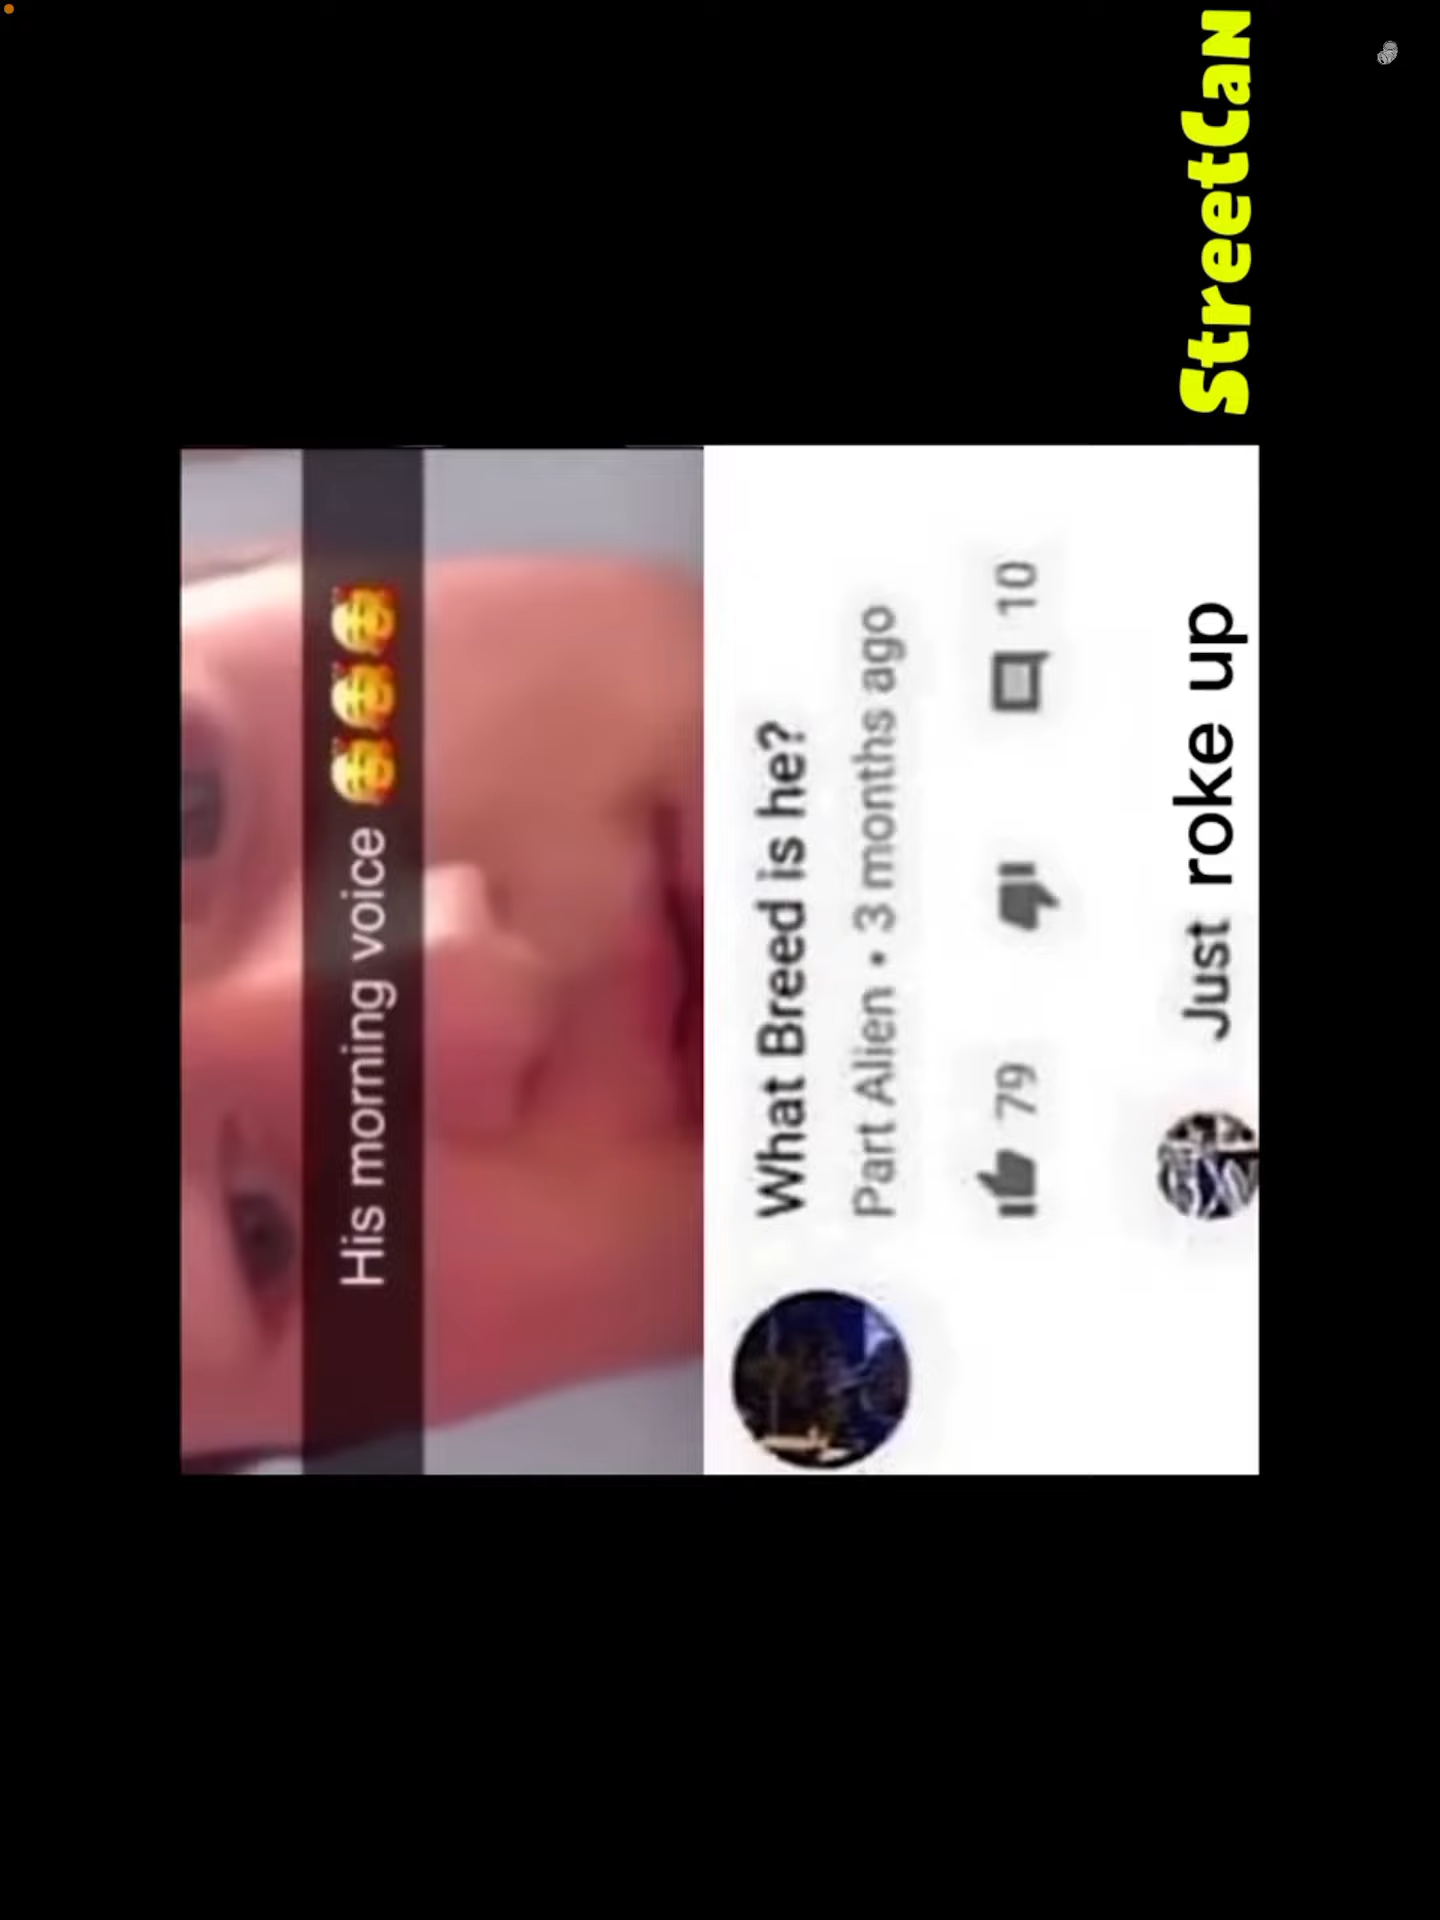 His morning voice 🥰🥰🥰
What Breed is he?
Part Alien • 3 months ago
79
10
Just roke up
StreetCaN